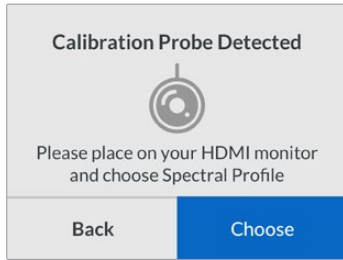 Calibration Probe Detected
Please place on your HDMI monitor
and choose Spectral Profile
Back
Choose